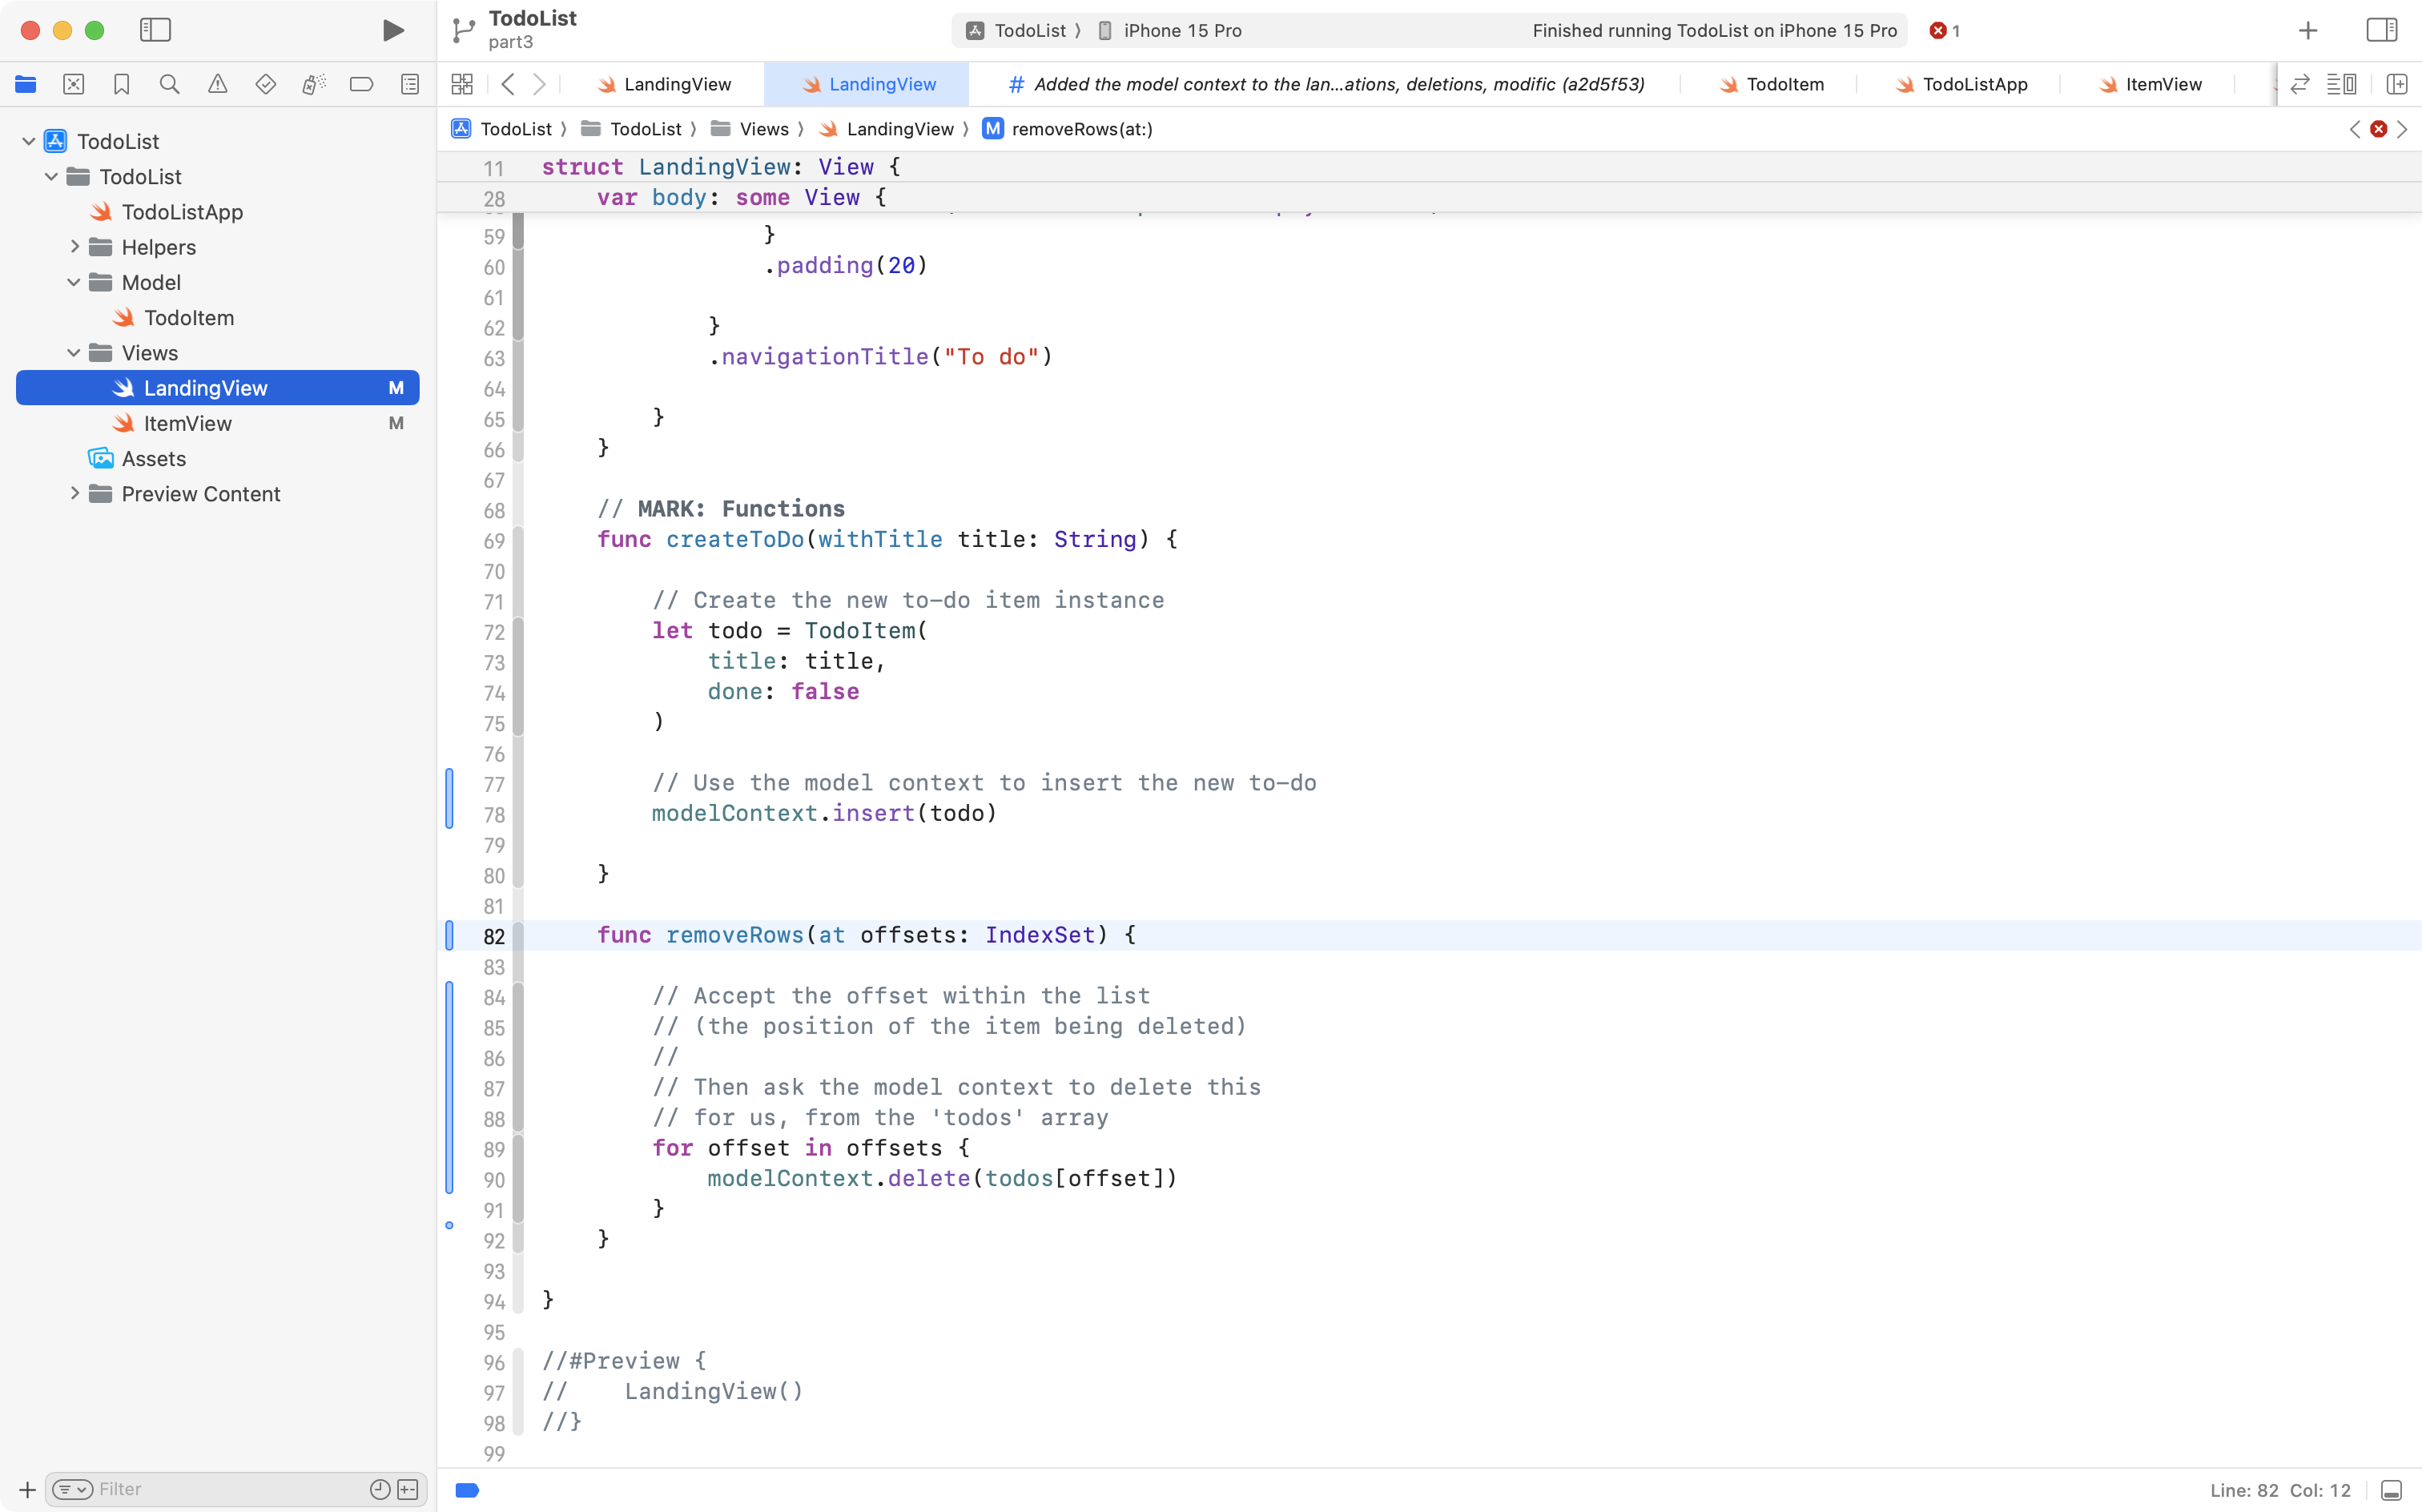 TodoList
part3
TodoList
iPhone 15 Pro
Finished running TodoList on iPhone 15 Pro
1
LandingView
LandingView
# Added the model context to the lan...ations, deletions, modific (a2d5f53)
TodoItem
TodoListApp
ItemView
TodoList
TodoList
TodoListApp
Helpers
Model
TodoItem
Views
LandingView M
ItemView M
Assets
Preview Content
Filter
TodoList 〉 TodoList 〉 Views 〉 LandingView 〉 M removeRows(at:)
11 struct LandingView: View {
28     var body: some View {
59                 }
60                 .padding(20)
61
62             }
63             .navigationTitle("To do")
64
65         }
66     }
67
68     // MARK: Functions
69     func createToDo(withTitle title: String) {
70
71         // Create the new to-do item instance
72         let todo = TodoItem(
73             title: title,
74             done: false
75         )
76
77         // Use the model context to insert the new to-do
78         modelContext.insert(todo)
79
80     }
81
82     func removeRows(at offsets: IndexSet) {
83
84         // Accept the offset within the list
85         // (the position of the item being deleted)
86         //
87         // Then ask the model context to delete this
88         // for us, from the 'todos' array
89         for offset in offsets {
90             modelContext.delete(todos[offset])
91         }
92     }
93
94 }
95
96 //#Preview {
97 //    LandingView()
98 //}
99
Line: 82 Col: 12